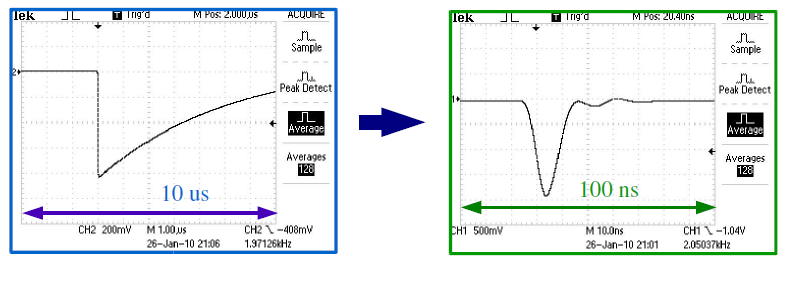 Tek Trig'd M Pos: 2.000us ACQUIRE
Sample
2
Peak Detect
Average
Averages
128
10 us
CH2 200mV M 1.00us CH2 -408mV
26-Jan-10 21:06 1.97126kHz
Tek Trig'd M Pos: 20.40ns ACQUIRE
Sample
Peak Detect
1
Average
Averages
128
100 ns
CH1 500mV M 10.0ns CH1 -1.04V
26-Jan-10 21:01 2.05037kHz